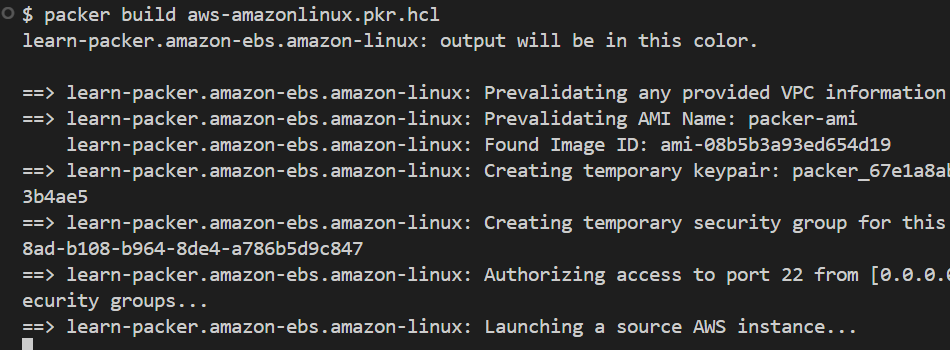 $ packer build aws-amazonlinux.pkr.hcl
learn-packer.amazon-ebs.amazon-linux: output will be in this color.
==> learn-packer.amazon-ebs.amazon-linux: Prevalidating any provided VPC information
==> learn-packer.amazon-ebs.amazon-linux: Prevalidating AMI Name: packer-ami
learn-packer.amazon-ebs.amazon-linux: Found Image ID: ami-08b5b3a93ed654d19
==> learn-packer.amazon-ebs.amazon-linux: Creating temporary keypair: packer_67e1a8ab
3b4ae5
==> learn-packer.amazon-ebs.amazon-linux: Creating temporary security group for this
8ad-b108-b964-8de4-a786b5d9c847
==> learn-packer.amazon-ebs.amazon-linux: Authorizing access to port 22 from [0.0.0.0
ecurity groups...
==> learn-packer.amazon-ebs.amazon-linux: Launching a source AWS instance...